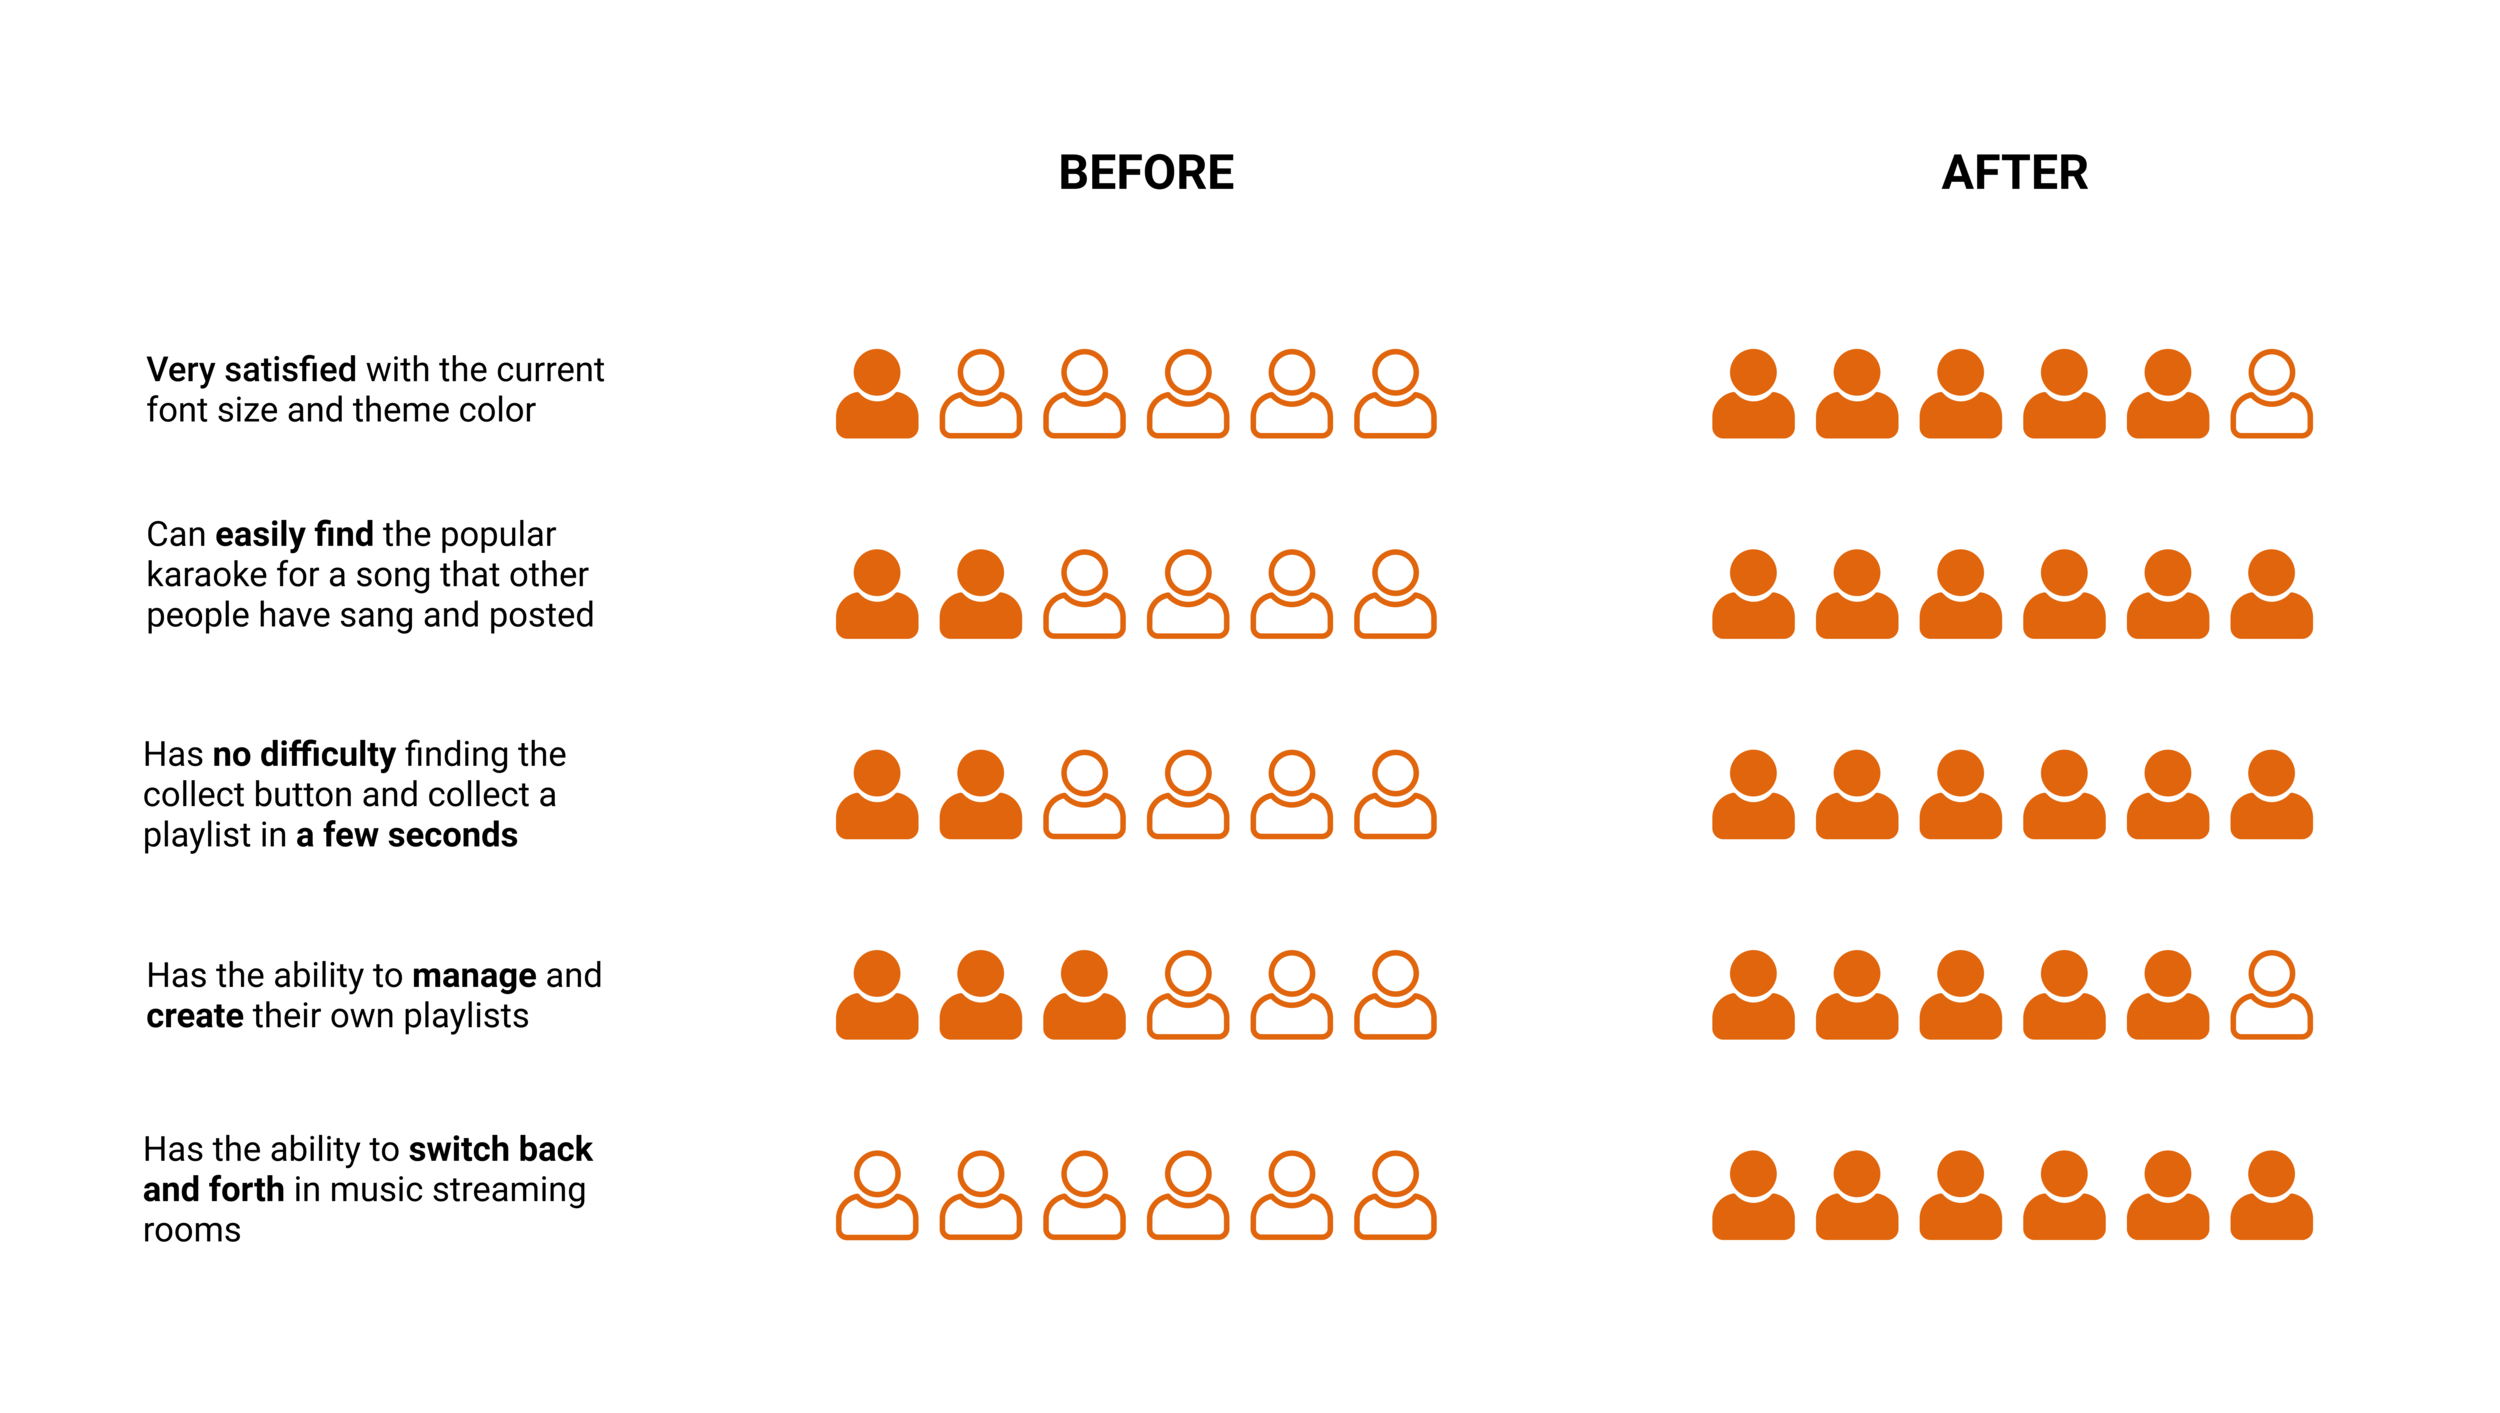 BEFORE
AFTER
Very satisfied with the current
font size and theme color
Can easily find the popular
karaoke for a song that other
people have sang and posted
Has no difficulty finding the
collect button and collect a
playlist in a few seconds
Has the ability to manage and
create their own playlists
Has the ability to switch back
and forth in music streaming
rooms